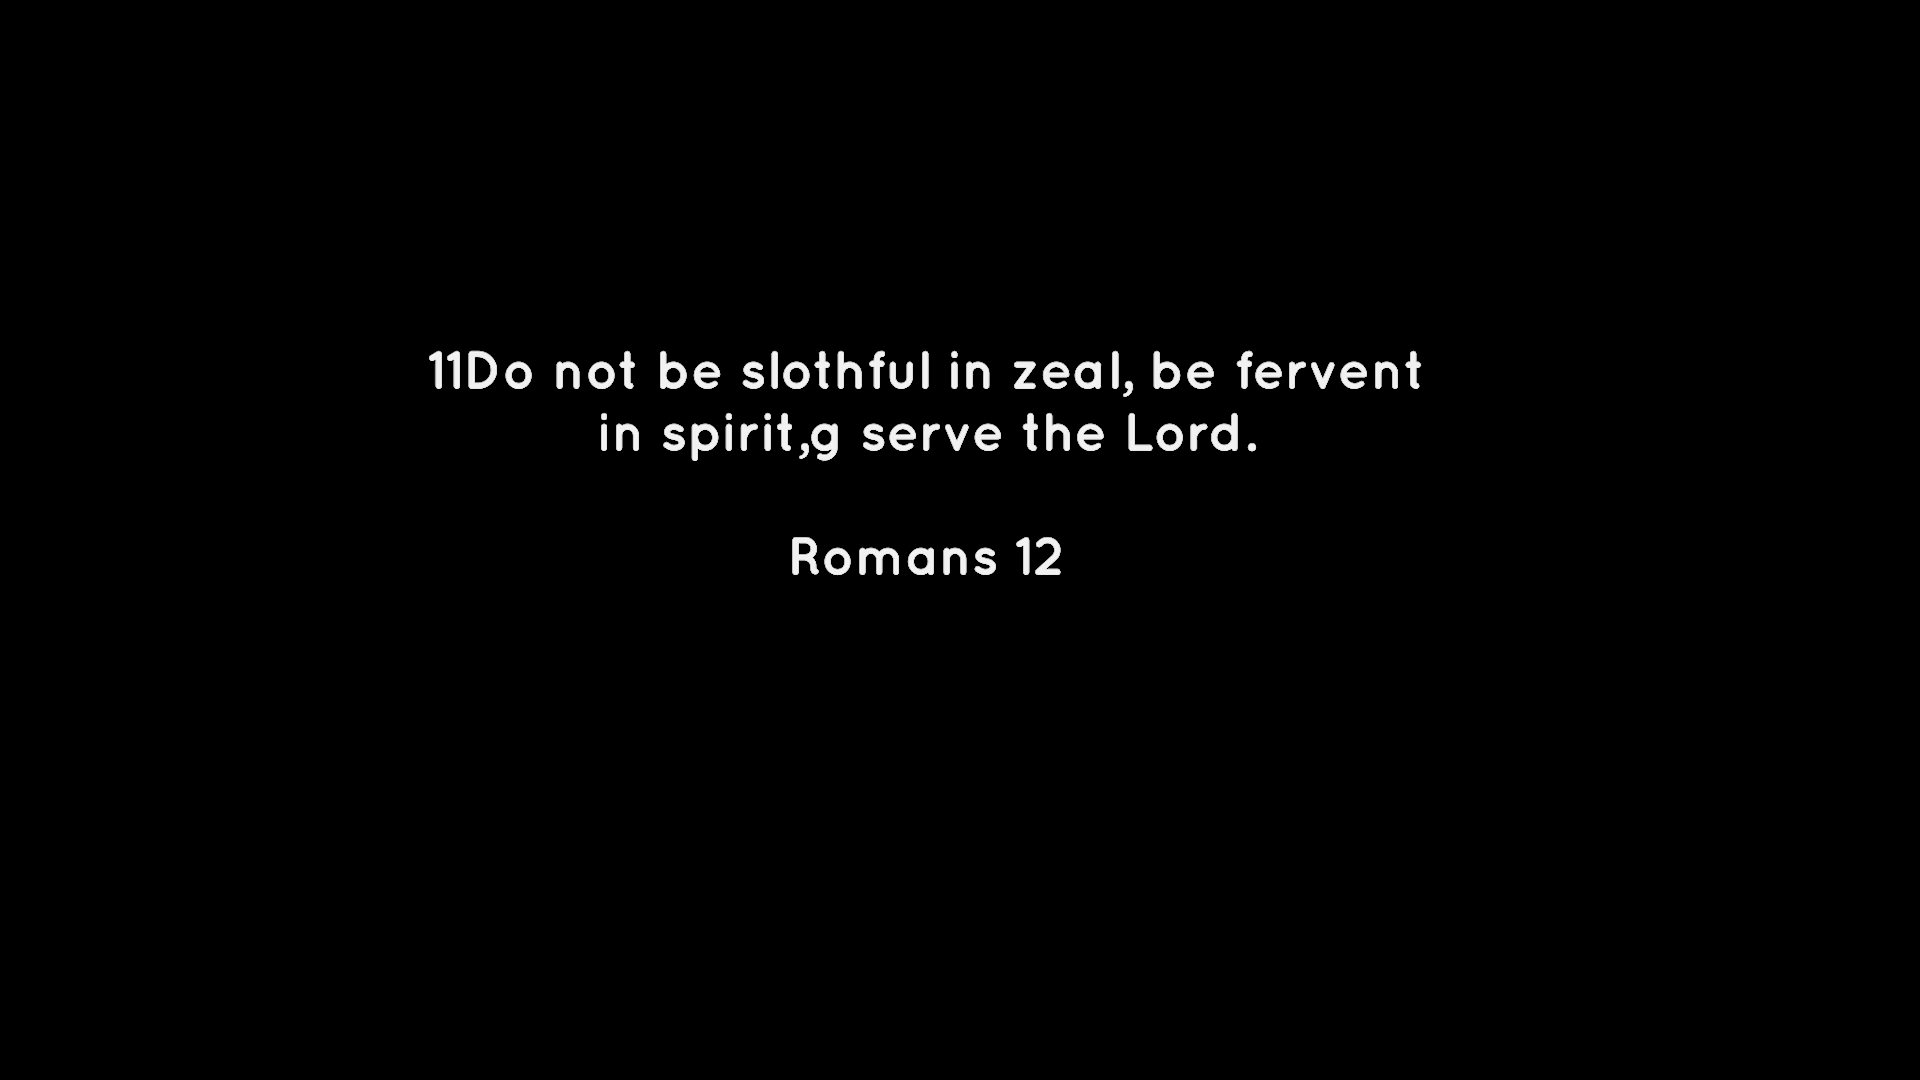 11Do not be slothful in zeal, be fervent
in spirit,g serve the Lord.
Romans 12